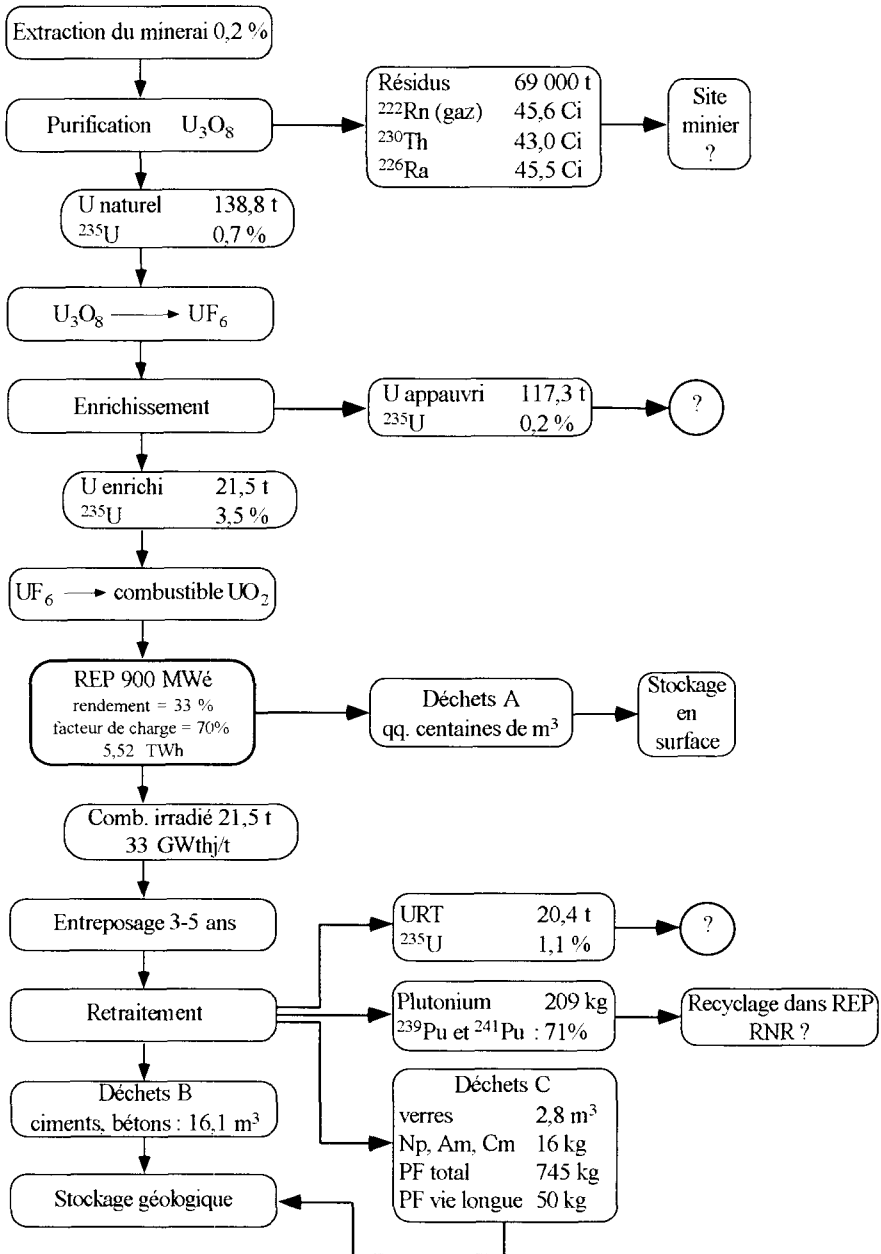 Extraction du minerai 0,2 %
Purification U₃O₈
Résidus 69 000 t
²²²Rn (gaz) 45,6 Ci
²³⁰Th 43,0 Ci
²²⁶Ra 45,5 Ci
Site
minier
?
U naturel 138,8 t
²³⁵U 0,7 %
U₃O₈ → UF₆
Enrichissement
U appauvri 117,3 t
²³⁵U 0,2 %
?
U enrichi 21,5 t
²³⁵U 3,5 %
UF₆ → combustible UO₂
REP 900 MWé
rendement = 33 %
facteur de charge = 70%
5,52 TWh
Déchets A
qq. centaines de m³
Stockage
en
surface
Comb. irradié 21,5 t
33 GWthj/t
Entreposage 3-5 ans
URT 20,4 t
²³⁵U 1,1 %
?
Retraitement
Plutonium 209 kg
²³⁹Pu et ²⁴¹Pu : 71%
Recyclage dans REP
RNR ?
Déchets B
ciments, bétons : 16,1 m³
Déchets C
verres 2,8 m³
Np, Am, Cm 16 kg
PF total 745 kg
PF vie longue 50 kg
Stockage géologique